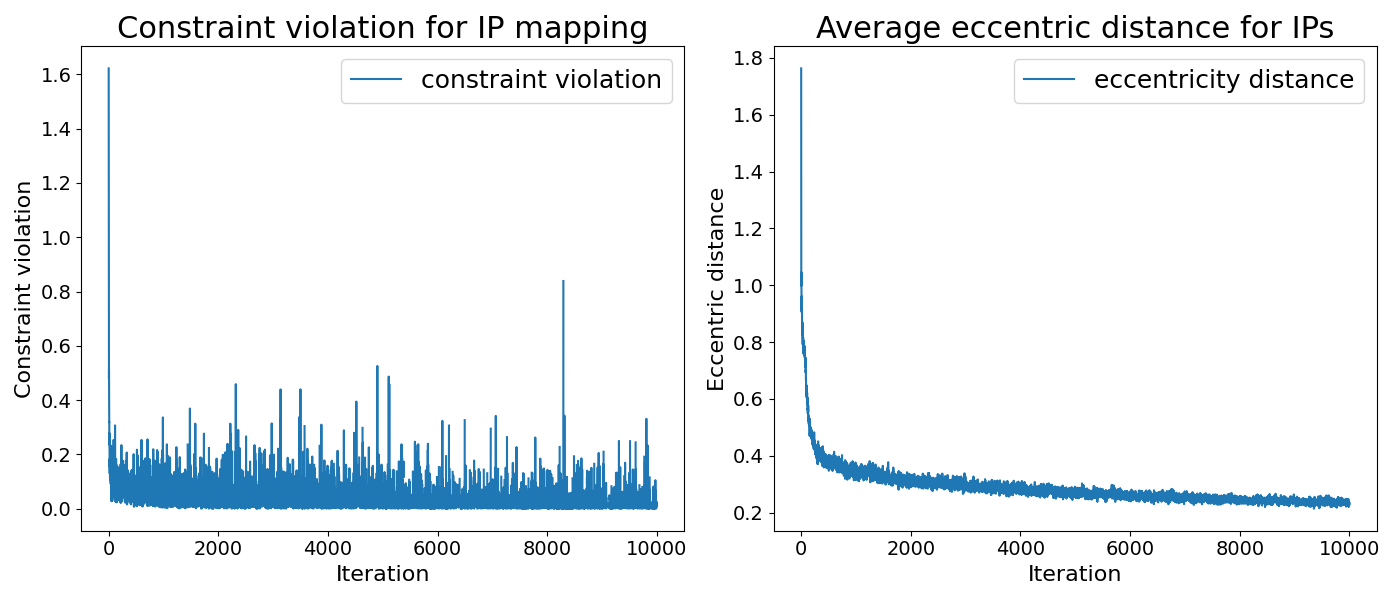 Constraint violation for IP mapping
constraint violation
Constraint violation
1.6
1.4
1.2
1.0
0.8
0.6
0.4
0.2
0.0
0 2000 4000 6000 8000 10000
Iteration
Average eccentric distance for IPs
eccentricity distance
Eccentric distance
1.8
1.6
1.4
1.2
1.0
0.8
0.6
0.4
0.2
0 2000 4000 6000 8000 10000
Iteration